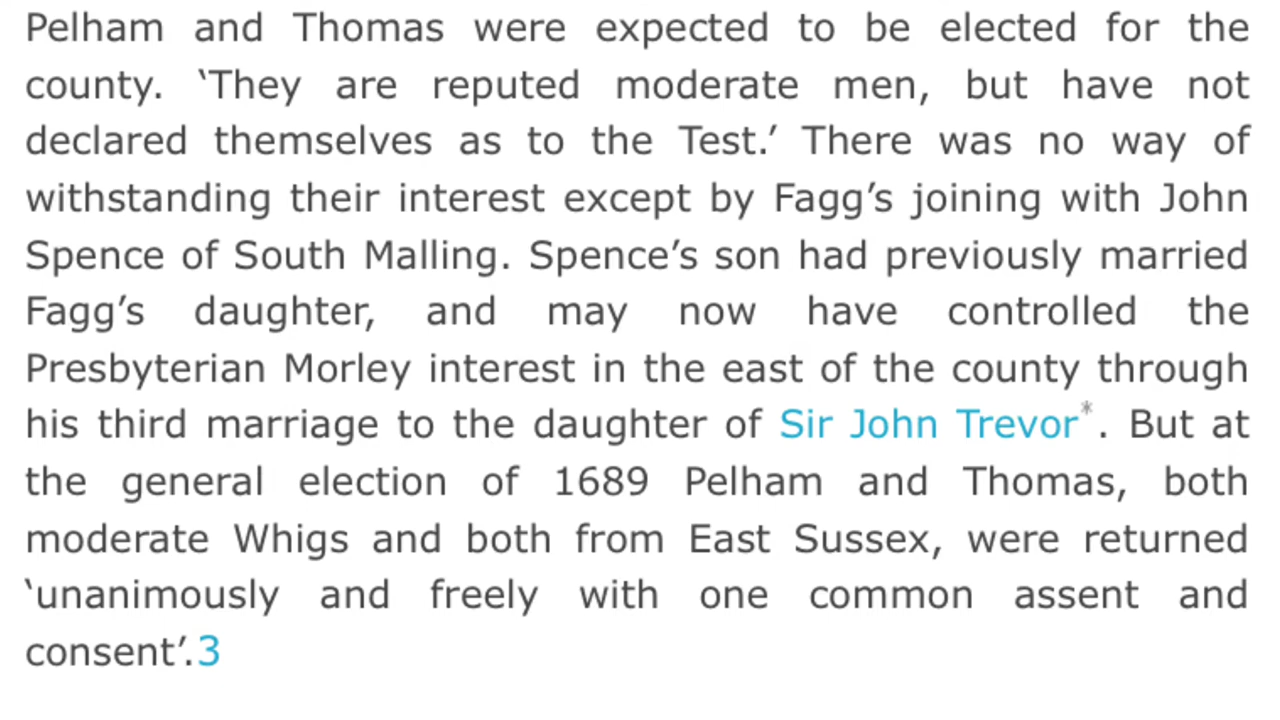 Pelham and Thomas were expected to be elected for the
county. ‘They are reputed moderate men, but have not
declared themselves as to the Test.’ There was no way of
withstanding their interest except by Fagg’s joining with John
Spence of South Malling. Spence’s son had previously married
Fagg’s daughter, and may now have controlled the
Presbyterian Morley interest in the east of the county through
his third marriage to the daughter of Sir John Trevor*. But at
the general election of 1689 Pelham and Thomas, both
moderate Whigs and both from East Sussex, were returned
‘unanimously and freely with one common assent and
consent’.3